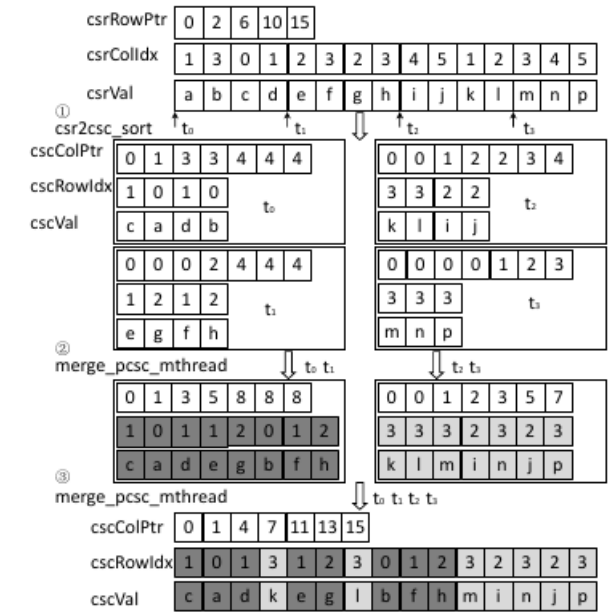 csrRowPtr 0 2 6 10 15
csrColIdx 1 3 0 1 2 3 2 3 4 5 1 2 3 4 5
csrVal a b c d e f g h i j k l m n p
①
csr2csc_sort t₀ t₁ t₂ t₃
cscColPtr 0 1 3 3 4 4 4
cscRowIdx 1 0 1 0
cscVal c a d b
t₀
0 0 1 2 2 3 4
3 3 2 2
k l i j
t₂
0 0 0 2 4 4 4
1 2 1 2
e g f h
t₁
0 0 0 0 1 2 3
3 3 3
m n p
t₃
②
merge_pcsc_mthread t₀ t₁ t₂ t₃
0 1 3 5 8 8 8
1 0 1 1 2 0 1 2
c a d e g b f h
0 0 1 2 3 5 7
3 3 3 2 3 2 3
k l m i n j p
③
merge_pcsc_mthread t₀ t₁ t₂ t₃
cscColPtr 0 1 4 7 11 13 15
cscRowIdx 1 0 1 3 1 2 3 0 1 2 3 2 3 2 3
cscVal c a d k e g l b f h m i n j p